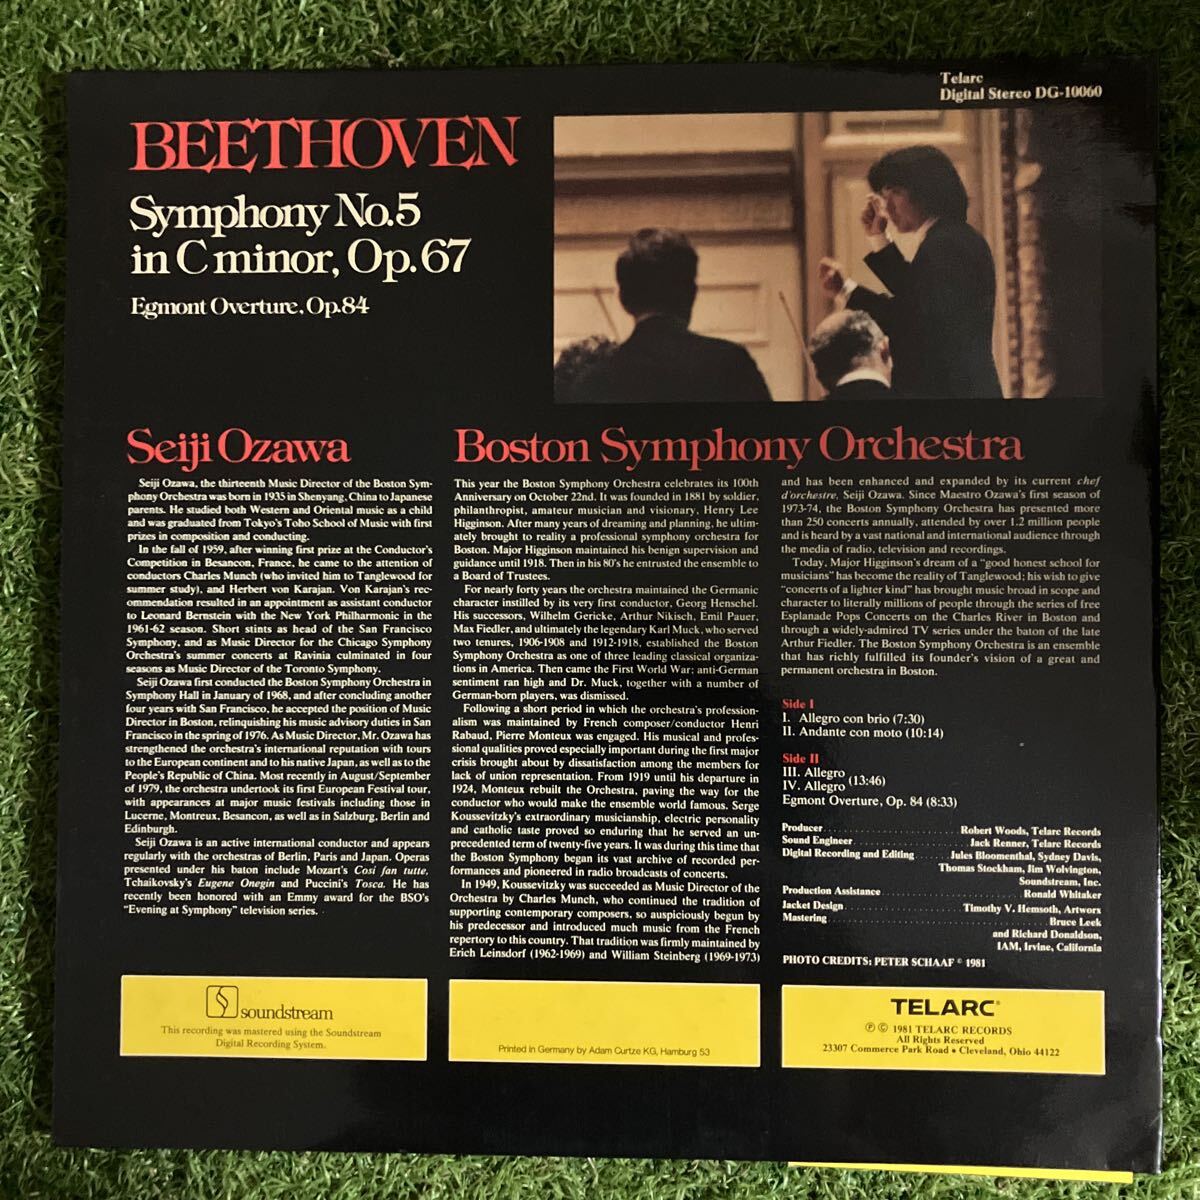 Telarc
Digital Stereo DG-10060
BEETHOVEN
Symphony No.5
in C minor, Op.67
Egmont Overture, Op.84
Seiji Ozawa
Seiji Ozawa, the thirteenth Music Director of the Boston Sym-
phony Orchestra was born in 1935 in Shenyang, China to Japanese
parents. He studied both Western and Oriental music as a child
and was graduated from Tokyo's Toho School of Music with first
prizes in composition and conducting.
In the fall of 1959, after winning first prize at the Conductor's
Competition in Besancon, France, he came to the attention of
conductors Charles Munch (who invited him to Tanglewood for
summer study), and Herbert von Karajan. Von Karajan's rec-
ommendation resulted in an appointment as assistant conductor
to Leonard Bernstein with the New York Philharmonic in the
1961-62 season. Short stints as head of the San Francisco
Symphony, and as Music Director for the Chicago Symphony
Orchestra's summer concerts at Ravinia culminated in four
seasons as Music Director of the Toronto Symphony.
Seiji Ozawa first conducted the Boston Symphony Orchestra in
Symphony Hall in January of 1968, and after concluding another
four years with San Francisco, he accepted the position of Music
Director in Boston, relinquishing his music advisory duties in San
Francisco in the spring of 1976. As Music Director, Mr. Ozawa has
strengthened the orchestra's international reputation with tours
to the European continent and to his native Japan, as well as to the
People's Republic of China. Most recently in August/September
of 1979, the orchestra undertook its first European Festival tour,
with appearances at major music festivals including those in
Lucerne, Montreux, Besancon, as well as in Salzburg, Berlin and
Edinburgh.
Seiji Ozawa is an active international conductor and appears
regularly with the orchestras of Berlin, Paris and Japan. Operas
presented under his baton include Mozart's Cosi fan tutte,
Tchaikovsky's Eugene Onegin and Puccini's Tosca. He has
recently been honored with an Emmy award for the BSO's
"Evening at Symphony" television series.
Boston Symphony Orchestra
This year the Boston Symphony Orchestra celebrates its 100th
Anniversary on October 22nd. It was founded in 1881 by soldier,
philanthropist, amateur musician and visionary, Henry Lee
Higginson. After many years of dreaming and planning, he ultim-
ately brought to reality a professional symphony orchestra for
Boston. Major Higginson maintained his benign supervision and
guidance until 1918. Then in his 80's he entrusted the ensemble to
a Board of Trustees.
For nearly forty years the orchestra maintained the Germanic
character instilled by its very first conductor, Georg Henschel.
His successors, Wilhelm Gericke, Arthur Nikisch, Emil Pauer,
Max Fiedler, and ultimately the legendary Karl Muck, who served
two tenures, 1906-1908 and 1912-1918, established the Boston
Symphony Orchestra as one of three leading classical organiza-
tions in America. Then came the First World War; anti-German
sentiment ran high and Dr. Muck, together with a number of
German-born players, was dismissed.
Following a short period in which the orchestra's profession-
alism was maintained by French composer/conductor Henri
Rabaud, Pierre Monteux was engaged. His musical and profes-
sional qualities proved especially important during the first major
crisis brought about by dissatisfaction among the members for
lack of union representation. From 1919 until his departure in
1924, Monteux rebuilt the Orchestra, paving the way for the
conductor who would make the ensemble world famous. Serge
Koussevitzky's extraordinary musicianship, electric personality
and catholic taste proved so enduring that he served an un-
precedented term of twenty-five years. It was during this time that
the Boston Symphony began its vast archive of recorded per-
formances and pioneered in radio broadcasts of concerts.
In 1949, Koussevitzky was succeeded as Music Director of the
Orchestra by Charles Munch, who continued the tradition of
supporting contemporary composers, so auspiciously begun by
his predecessor and introduced much music from the French
repertory to this country. That tradition was firmly maintained by
Erich Leinsdorf (1962-1969) and William Steinberg (1969-1973)
and has been enhanced and expanded by its current chef
d'orchestre, Seiji Ozawa. Since Maestro Ozawa's first season of
1973-74, the Boston Symphony Orchestra has presented more
than 250 concerts annually, attended by over 1.2 million people
and is heard by a vast national and international audience through
the media of radio, television and recordings.
Today, Major Higginson's dream of a "good honest school for
musicians" has become the reality of Tanglewood; his wish to give
"concerts of a lighter kind" has brought music broad in scope and
character to literally millions of people through the series of free
Esplanade Pops Concerts on the Charles River in Boston and
through a widely-admired TV series under the baton of the late
Arthur Fiedler. The Boston Symphony Orchestra is an ensemble
that has richly fulfilled its founder's vision of a great and
permanent orchestra in Boston.
Side I
I. Allegro con brio (7:30)
II. Andante con moto (10:14)
Side II
III. Allegro
IV. Allegro (13:46)
Egmont Overture, Op. 84 (8:33)
Producer Robert Woods, Telarc Records
Sound Engineer Jack Renner, Telarc Records
Digital Recording and Editing Jules Bloomenthal, Sydney Davis,
Thomas Stockham, Jim Wolvington,
Soundstream, Inc.
Production Assistance Ronald Whitaker
Jacket Design Timothy V. Hemsoth, Artworx
Mastering Bruce Leek
and Richard Donaldson,
IAM, Irvine, California
PHOTO CREDITS: PETER SCHAAF © 1981
soundstream
This recording was mastered using the Soundstream
Digital Recording System.
Printed in Germany by Adam Curtze KG, Hamburg 53
TELARC®
℗ © 1981 TELARC RECORDS
All Rights Reserved
23307 Commerce Park Road • Cleveland, Ohio 44122